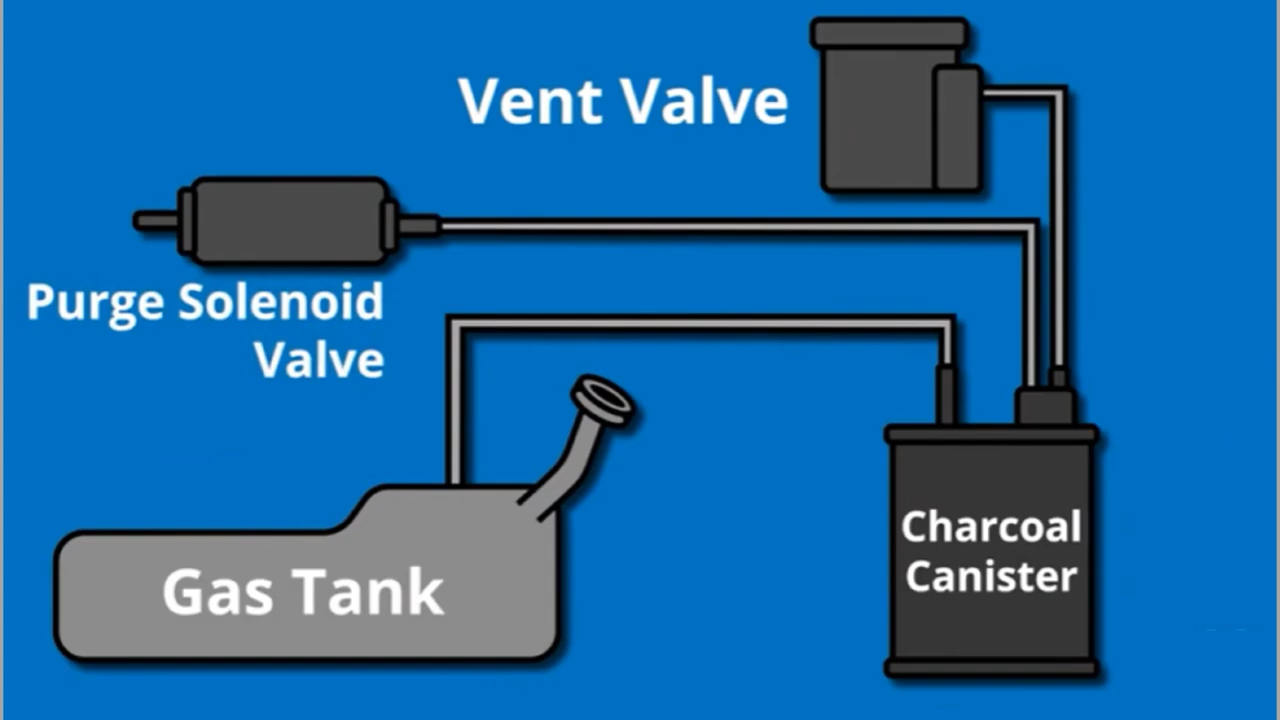 Vent Valve
Purge Solenoid
Valve
Gas Tank
Charcoal
Canister